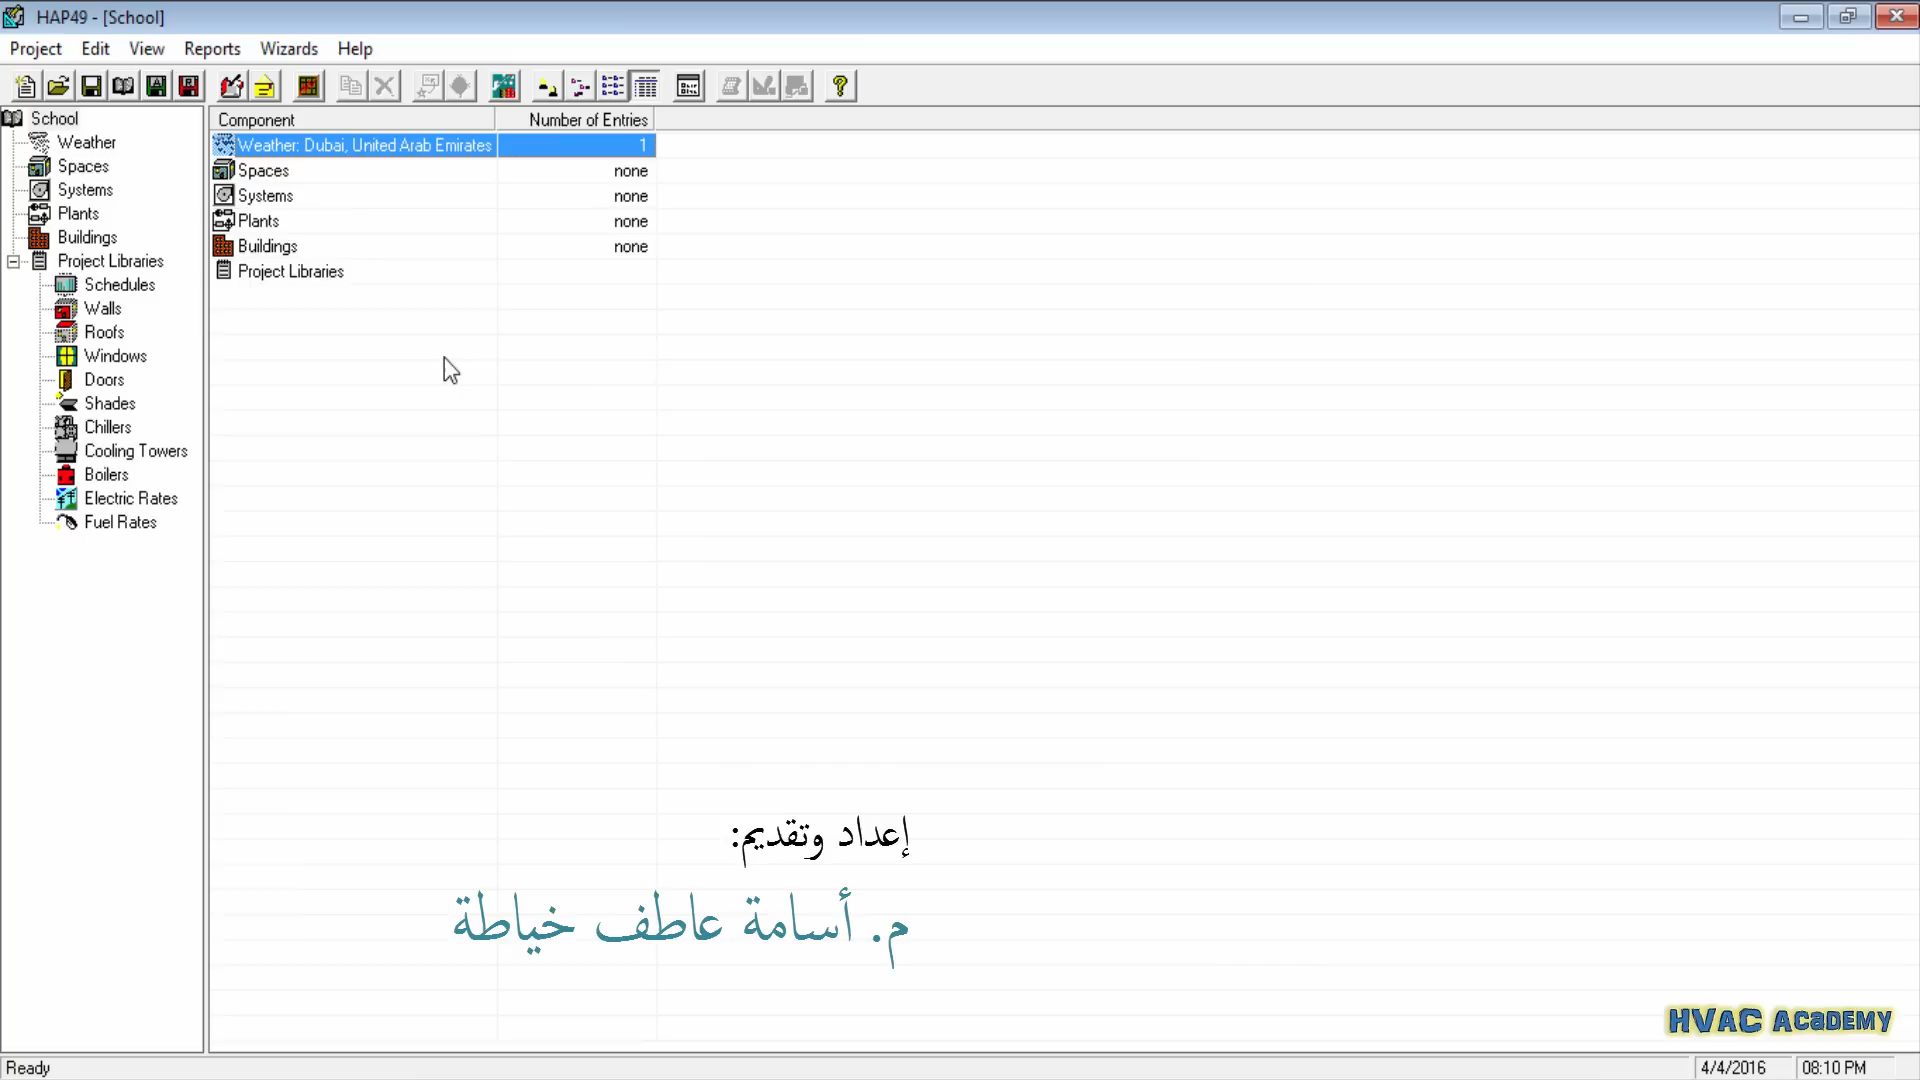 HAP49 - [School]
Project Edit View Reports Wizards Help
School
Weather
Spaces
Systems
Plants
Buildings
Project Libraries
Schedules
Walls
Roofs
Windows
Doors
Shades
Chillers
Cooling Towers
Boilers
Electric Rates
Fuel Rates
Component Number of Entries
Weather: Dubai, United Arab Emirates 1
Spaces none
Systems none
Plants none
Buildings none
Project Libraries
إعداد وتقديم:
م. أسامة عاطف خياطة
HVAC ACADEMY
Ready 4/4/2016 08:10 PM